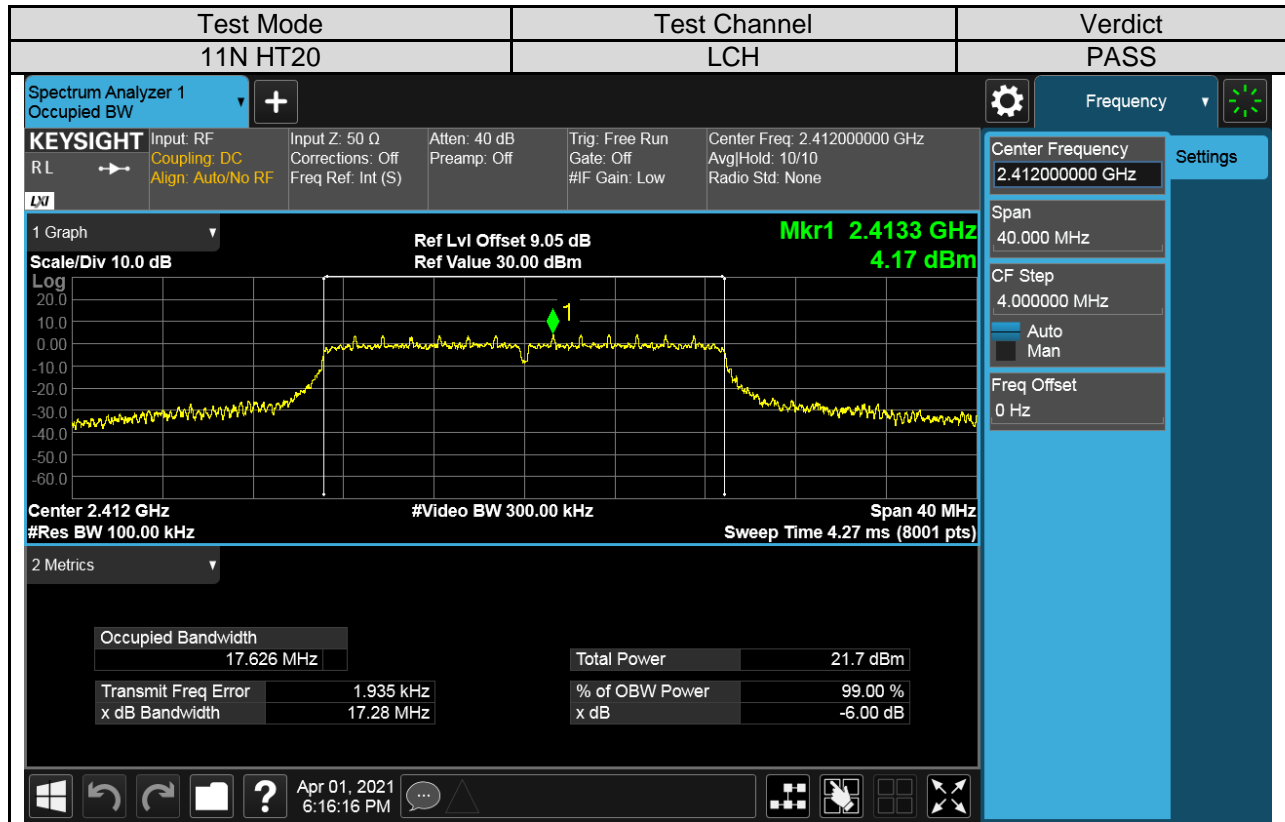 Test Mode Test Channel Verdict
11N HT20 LCH PASS
Spectrum Analyzer 1
Occupied BW
+
Frequency
KEYSIGHT
R L
LXI
Input: RF
Coupling: DC
Align: Auto/No RF
Input Z: 50 Ω
Corrections: Off
Freq Ref: Int (S)
Atten: 40 dB
Preamp: Off
Trig: Free Run
Gate: Off
#IF Gain: Low
Center Freq: 2.412000000 GHz
Avg|Hold: 10/10
Radio Std: None
Center Frequency
2.412000000 GHz
Settings
Span
40.000 MHz
CF Step
4.000000 MHz
Auto
Man
Freq Offset
0 Hz
1 Graph
Scale/Div 10.0 dB
Ref Lvl Offset 9.05 dB
Ref Value 30.00 dBm
Mkr1 2.4133 GHz
4.17 dBm
Log
20.0
10.0
0.00
-10.0
-20.0
-30.0
-40.0
-50.0
-60.0
1
Center 2.412 GHz
#Res BW 100.00 kHz
#Video BW 300.00 kHz
Span 40 MHz
Sweep Time 4.27 ms (8001 pts)
2 Metrics
Occupied Bandwidth
17.626 MHz
Total Power 21.7 dBm
Transmit Freq Error 1.935 kHz
% of OBW Power 99.00 %
x dB Bandwidth 17.28 MHz
x dB -6.00 dB
?
Apr 01, 2021
6:16:16 PM